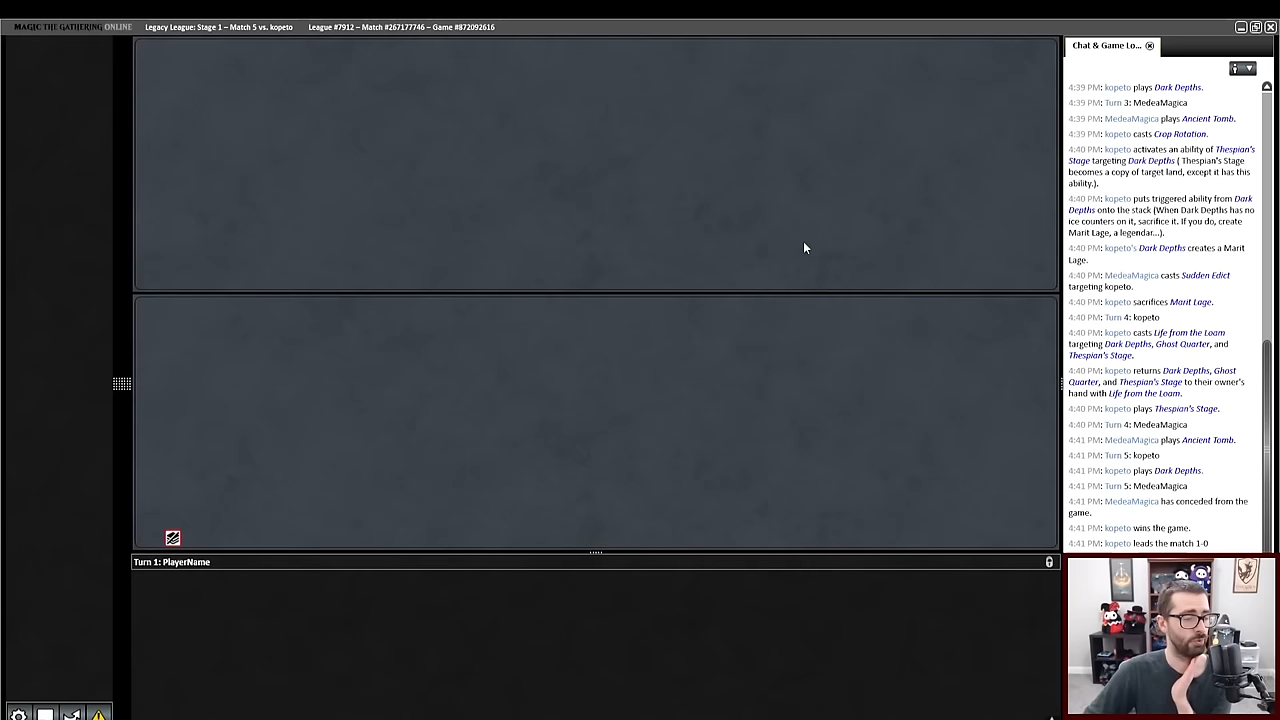 MAGIC THE GATHERING ONLINE Legacy League: Stage 1 – Match 5 vs. kopeto League #7912 – Match #267177746 – Game #872092616
Chat & Game Lo...
4:39 PM: kopeto plays Dark Depths.
4:39 PM: Turn 3: MedeaMagica
4:39 PM: MedeaMagica plays Ancient Tomb.
4:39 PM: kopeto casts Crop Rotation.
4:40 PM: kopeto activates an ability of Thespian's
Stage targeting Dark Depths ( Thespian's Stage
becomes a copy of target land, except it has this
ability.).
4:40 PM: kopeto puts triggered ability from Dark
Depths onto the stack (When Dark Depths has no
ice counters on it, sacrifice it. If you do, create
Marit Lage, a legendar...).
4:40 PM: kopeto's Dark Depths creates a Marit
Lage.
4:40 PM: MedeaMagica casts Sudden Edict
targeting kopeto.
4:40 PM: kopeto sacrifices Marit Lage.
4:40 PM: Turn 4: kopeto
4:40 PM: kopeto casts Life from the Loam
targeting Dark Depths, Ghost Quarter, and
Thespian's Stage.
4:40 PM: kopeto returns Dark Depths, Ghost
Quarter, and Thespian's Stage to their owner's
hand with Life from the Loam.
4:40 PM: kopeto plays Thespian's Stage.
4:40 PM: Turn 4: MedeaMagica
4:41 PM: MedeaMagica plays Ancient Tomb.
4:41 PM: Turn 5: kopeto
4:41 PM: kopeto plays Dark Depths.
4:41 PM: Turn 5: MedeaMagica
4:41 PM: MedeaMagica has conceded from the
game.
4:41 PM: kopeto wins the game.
4:41 PM: kopeto leads the match 1-0
Turn 1: PlayerName